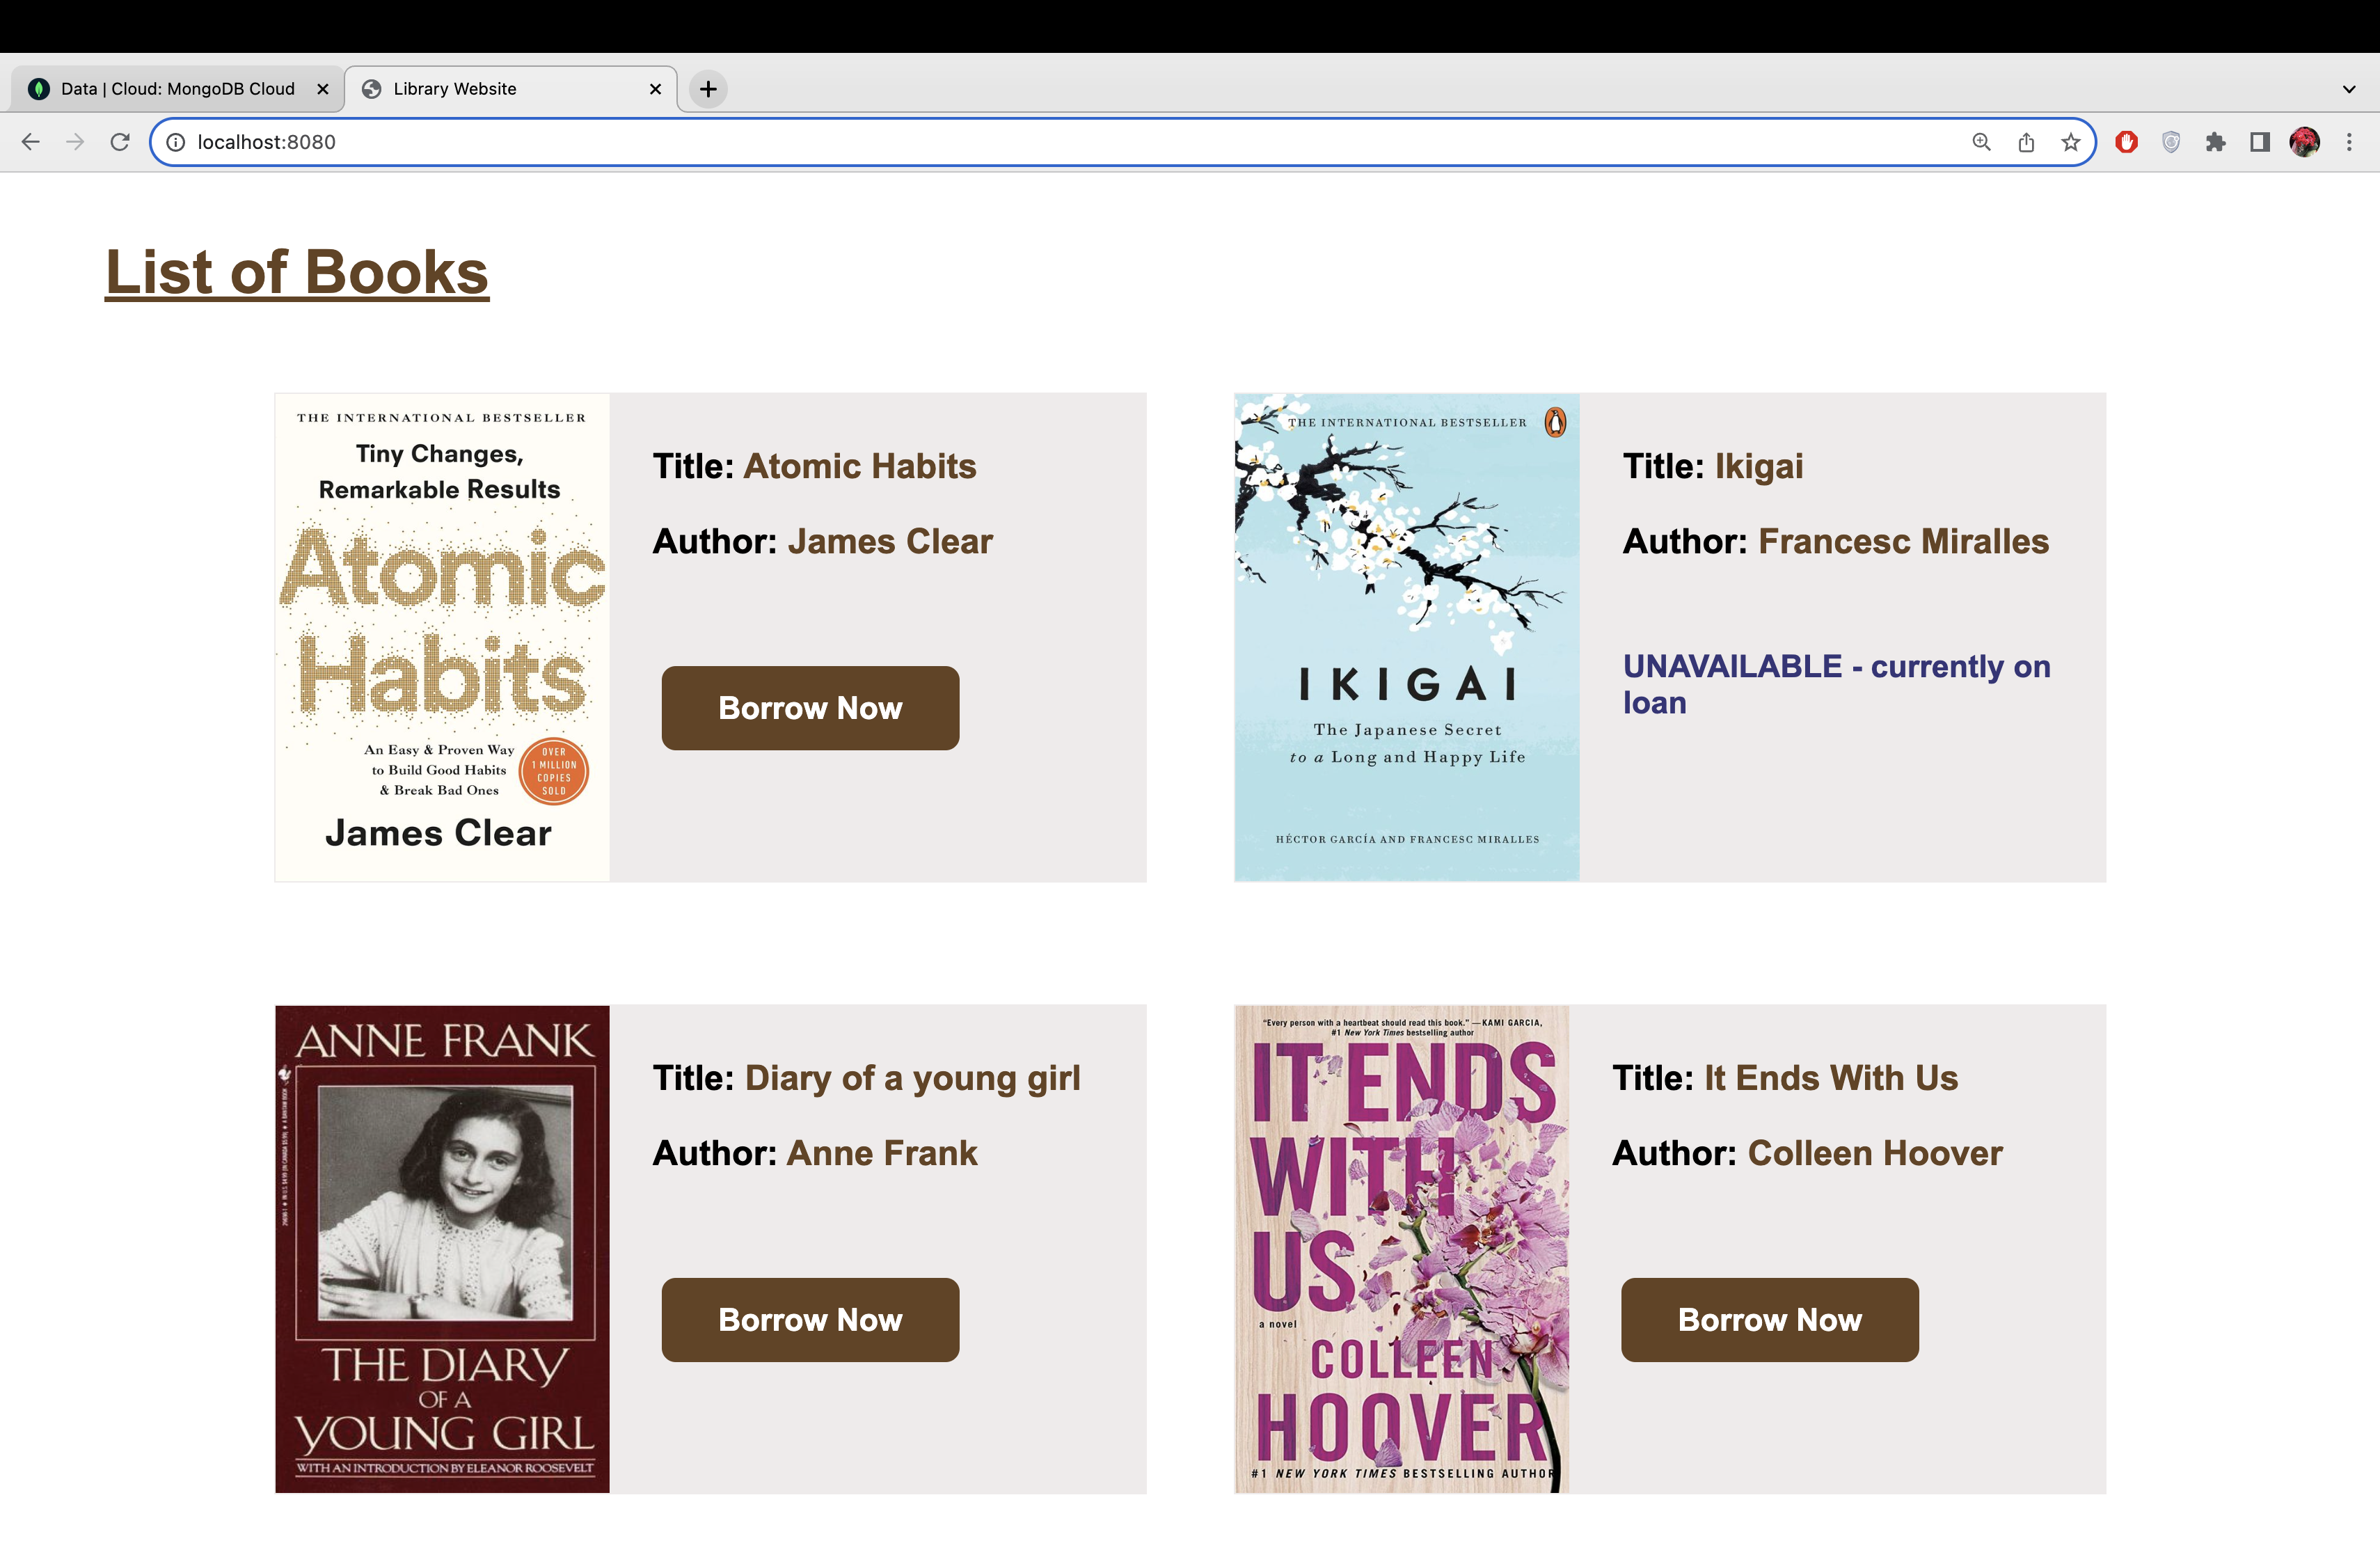 Data | Cloud: MongoDB Cloud
Library Website
localhost:8080
List of Books
THE INTERNATIONAL BESTSELLER
Tiny Changes,
Remarkable Results
Atomic
Habits
An Easy & Proven Way
to Build Good Habits
& Break Bad Ones
OVER
1 MILLION
COPIES
SOLD
James Clear
Title: Atomic Habits
Author: James Clear
Borrow Now
THE INTERNATIONAL BESTSELLER
IKIGAI
The Japanese Secret
to a Long and Happy Life
HÉCTOR GARCÍA AND FRANCESC MIRALLES
Title: Ikigai
Author: Francesc Miralles
UNAVAILABLE - currently on
loan
ANNE FRANK
THE DIARY
OF A
YOUNG GIRL
WITH AN INTRODUCTION BY ELEANOR ROOSEVELT
Title: Diary of a young girl
Author: Anne Frank
Borrow Now
"Every person with a heartbeat should read this book." —KAMI GARCIA,
#1 New York Times bestselling author
IT ENDS
WITH
US
a novel
COLLEEN
HOOVER
#1 NEW YORK TIMES BESTSELLING AUTHOR
Title: It Ends With Us
Author: Colleen Hoover
Borrow Now